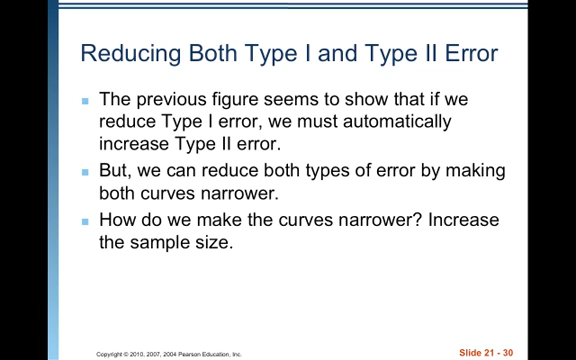 Reducing Both Type I and Type II Error
The previous figure seems to show that if we
reduce Type I error, we must automatically
increase Type II error.
But, we can reduce both types of error by making
both curves narrower.
How do we make the curves narrower? Increase
the sample size.
Copyright © 2010, 2007, 2004 Pearson Education, Inc.
Slide 21 - 30